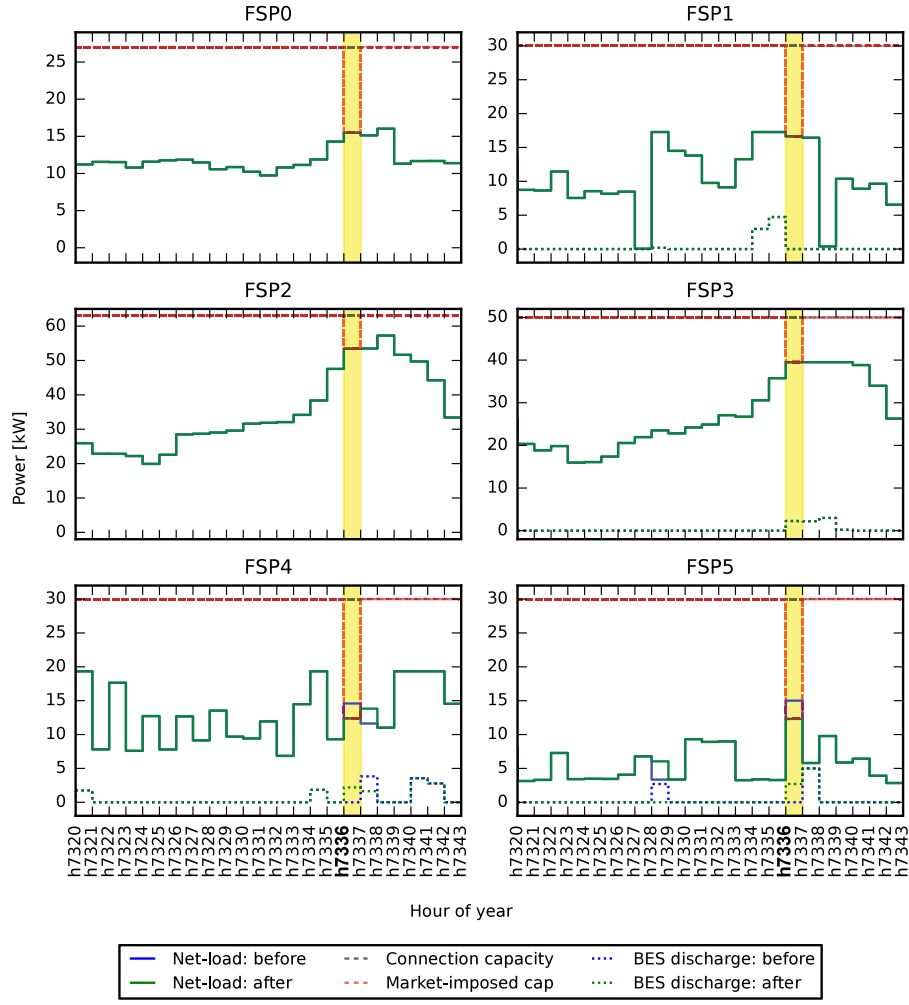 FSP0
FSP1
25
20
15
10
5
0
30
25
20
15
10
5
0
FSP2
FSP3
Power [kW]
60
50
40
30
20
10
0
50
40
30
20
10
0
FSP4
FSP5
30
25
20
15
10
5
0
30
25
20
15
10
5
0
h7320
h7321
h7322
h7323
h7324
h7325
h7326
h7327
h7328
h7329
h7330
h7331
h7332
h7333
h7334
h7335
h7336
h7337
h7338
h7339
h7340
h7341
h7342
h7343
h7320
h7321
h7322
h7323
h7324
h7325
h7326
h7327
h7328
h7329
h7330
h7331
h7332
h7333
h7334
h7335
h7336
h7337
h7338
h7339
h7340
h7341
h7342
h7343
Hour of year
Net-load: before
Connection capacity
BES discharge: before
Net-load: after
Market-imposed cap
BES discharge: after